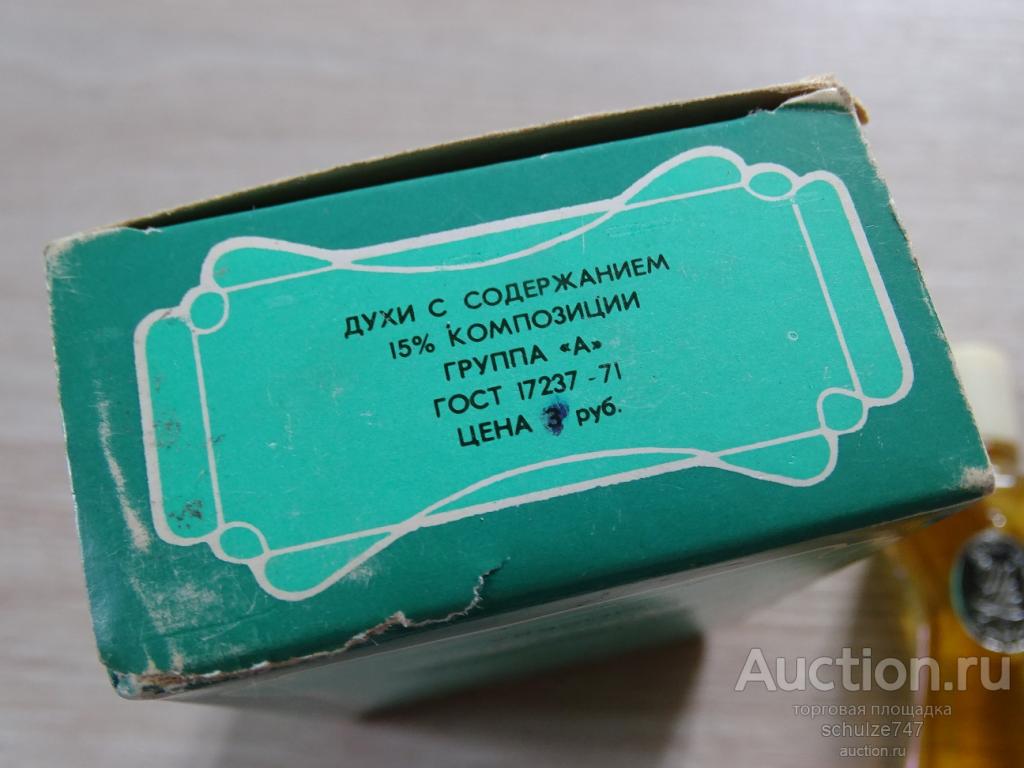 ДУХИ С СОДЕРЖАНИЕМ
15% КОМПОЗИЦИИ
ГРУППА «А»
ГОСТ 17237-71
ЦЕНА 3 руб.
Auction.ru
торговая площадка
schulze747
auction.ru